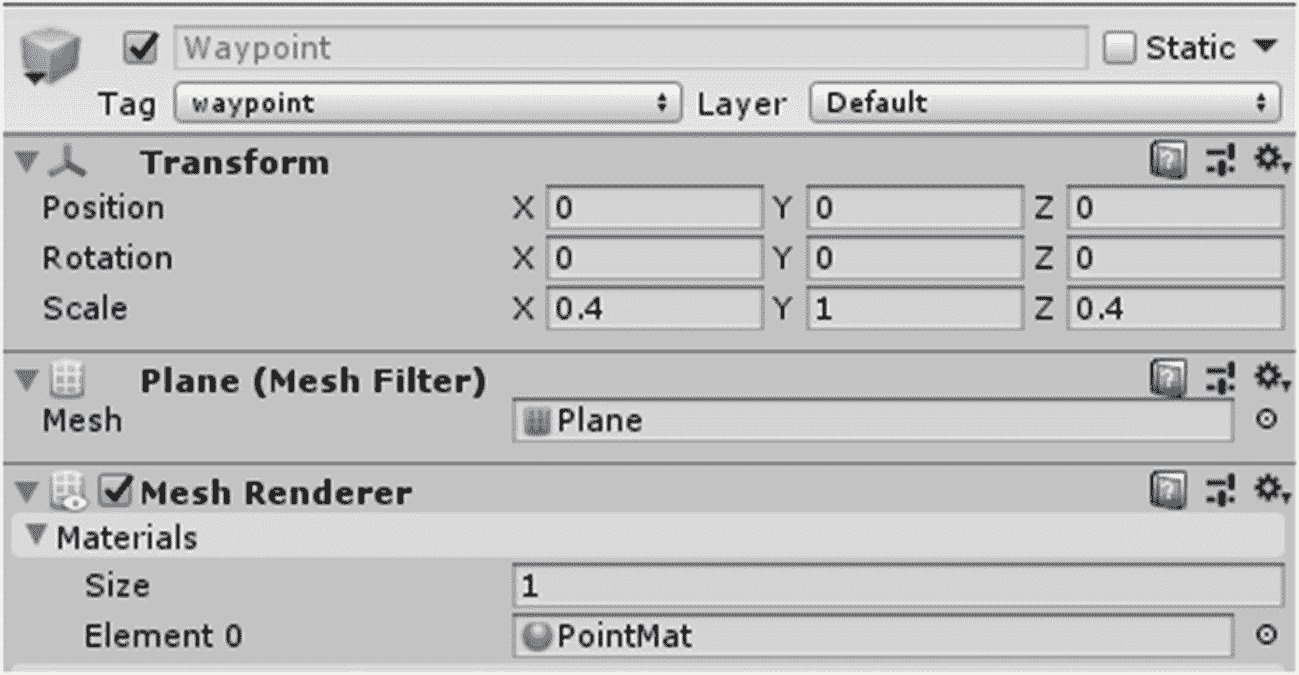 Waypoint Static
Tag waypoint Layer Default
Transform
Position X 0 Y 0 Z 0
Rotation X 0 Y 0 Z 0
Scale X 0.4 Y 1 Z 0.4
Plane (Mesh Filter)
Mesh Plane
Mesh Renderer
Materials
Size 1
Element 0 PointMat